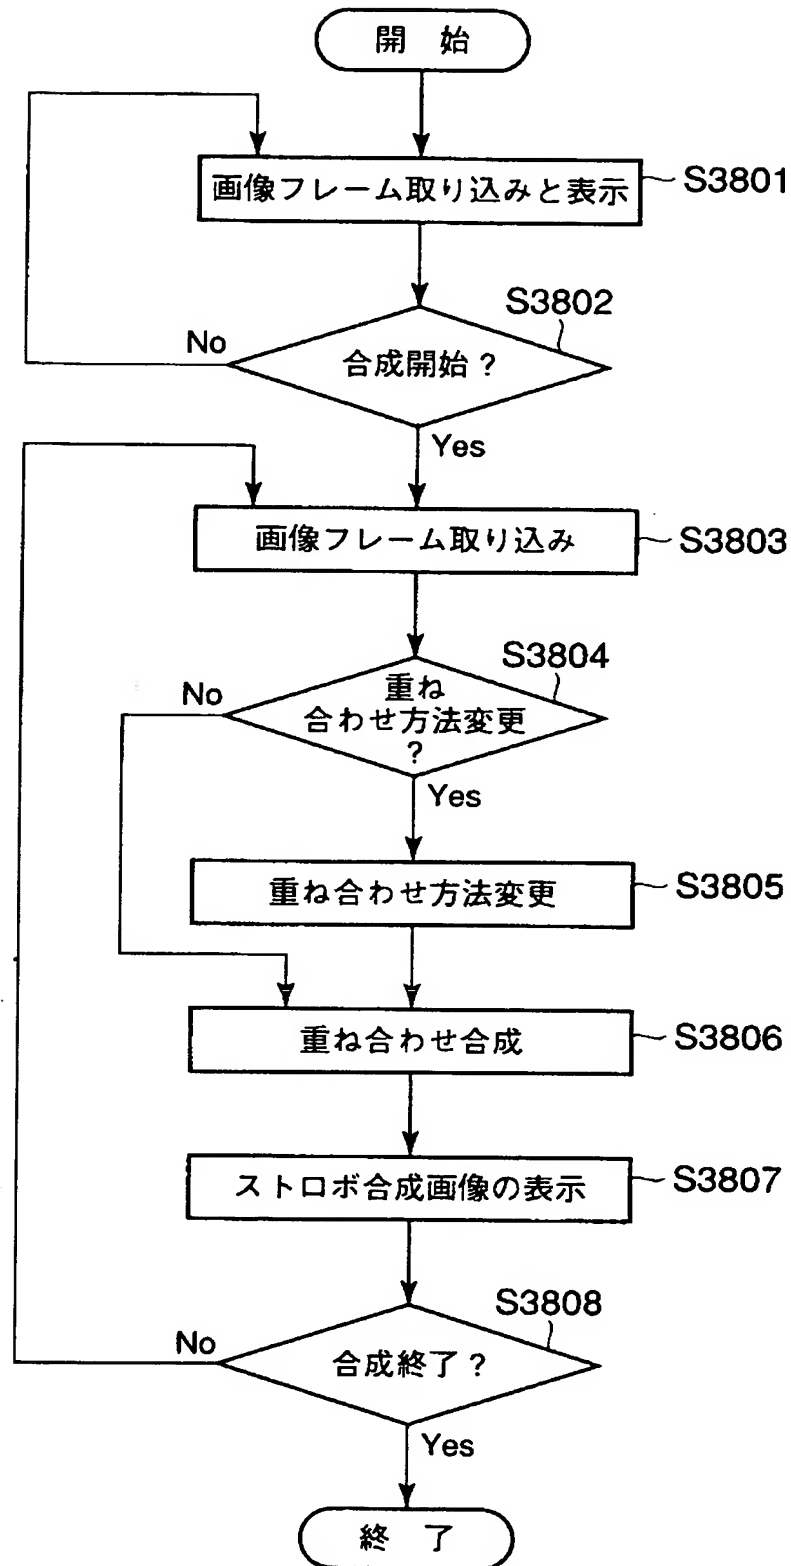 開 始
画像フレーム取り込みと表示
S3801
S3802
No
合成開始?
Yes
画像フレーム取り込み
S3803
S3804
No
重ね
合わせ方法変更
?
Yes
重ね合わせ方法変更
S3805
重ね合わせ合成
S3806
ストロボ合成画像の表示
S3807
S3808
No
合成終了?
Yes
終 了